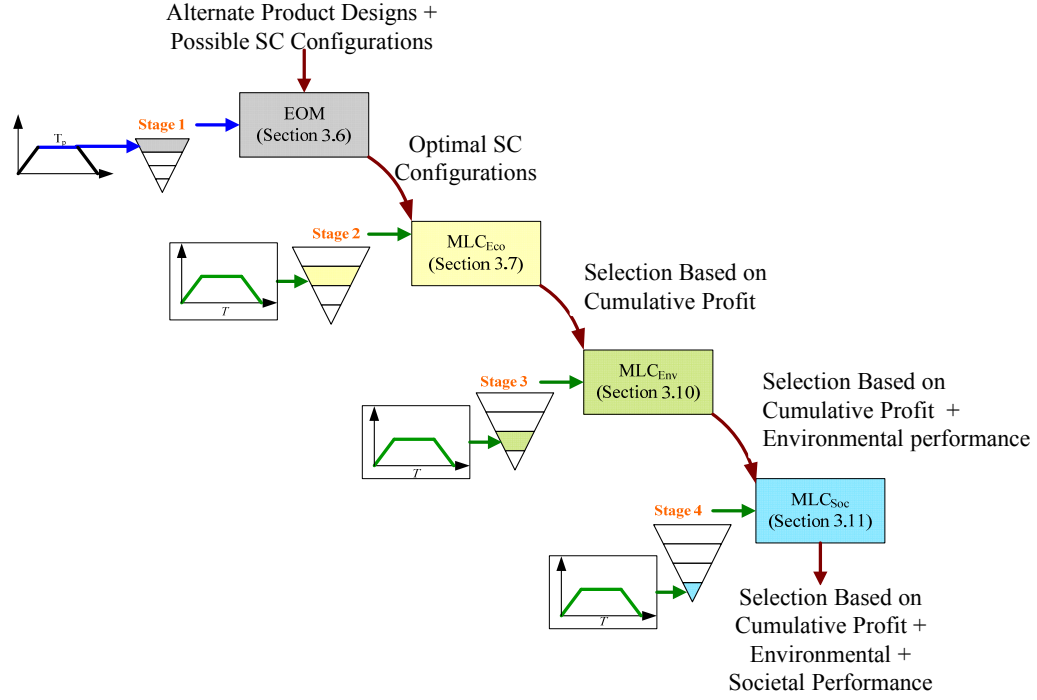 Alternate Product Designs +
Possible SC Configurations
EOM
(Section 3.6)
Stage 1
Tp
Optimal SC
Configurations
Stage 2
MLCEco
(Section 3.7)
T
Selection Based on
Cumulative Profit
Stage 3
MLCEnv
(Section 3.10)
T
Selection Based on
Cumulative Profit +
Environmental performance
Stage 4
MLCSoc
(Section 3.11)
T
Selection Based on
Cumulative Profit +
Environmental +
Societal Performance